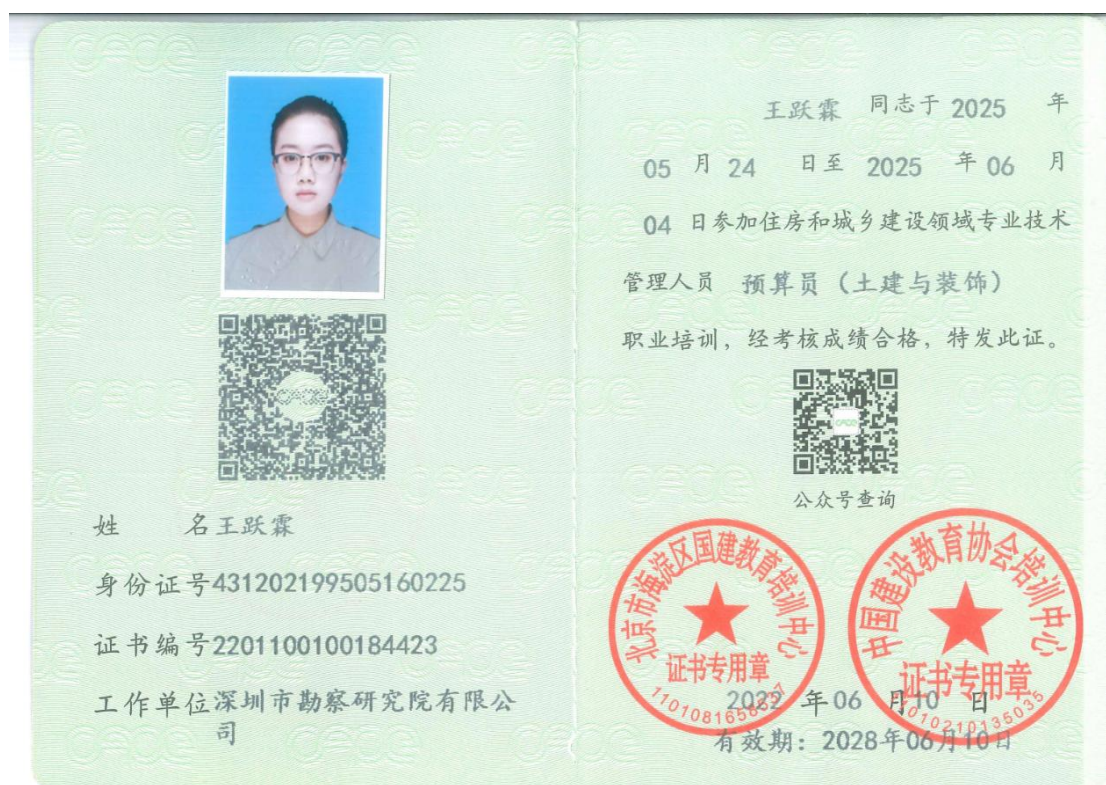 姓 名王跃霖
身份证号431202199505160225
证书编号2201100100184423
工作单位深圳市勘察研究院有限公
司
王跃霖 同志于 2025 年
05 月 24 日至 2025 年 06 月
04 日参加住房和城乡建设领域专业技术
管理人员 预算员（土建与装饰）
职业培训，经考核成绩合格，特发此证。
公众号查询
北京市海淀区国建教育培训中心
证书专用章
中国建设教育协会培训中心
证书专用章
2022 年 06 月 10 日
有效期：2028年06月10日